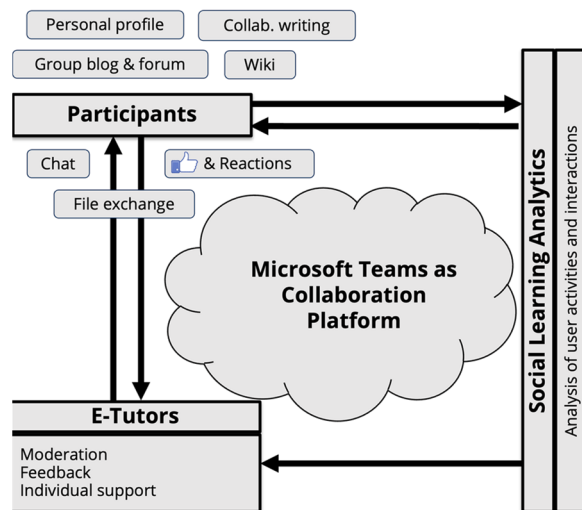 Personal profile
Collab. writing
Group blog & forum
Wiki
Participants
Chat
& Reactions
File exchange
Microsoft Teams as
Collaboration
Platform
E-Tutors
Moderation
Feedback
Individual support
Social Learning Analytics
Analysis of user activities and interactions